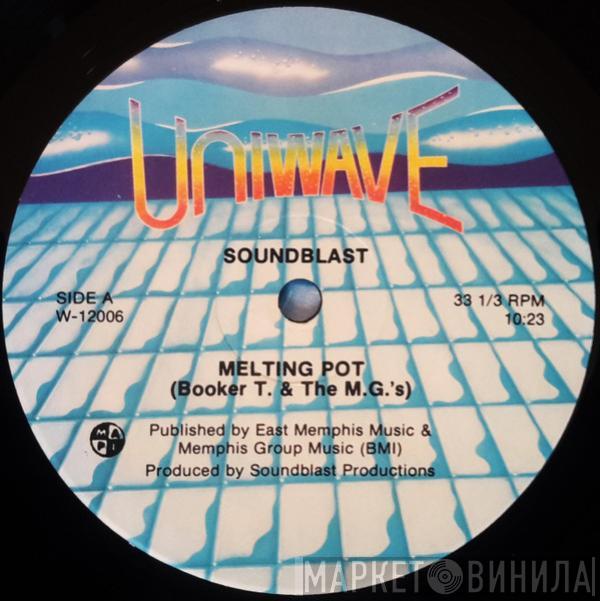 UNIWAVE
SOUNDBLAST
SIDE A
W-12006
33 1/3 RPM
10:23
MELTING POT
(Booker T. & The M.G.'s)
MAQI
Published by East Memphis Music &
Memphis Group Music (BMI)
Produced by Soundblast Productions
МАРКЕТ ВИНИЛА